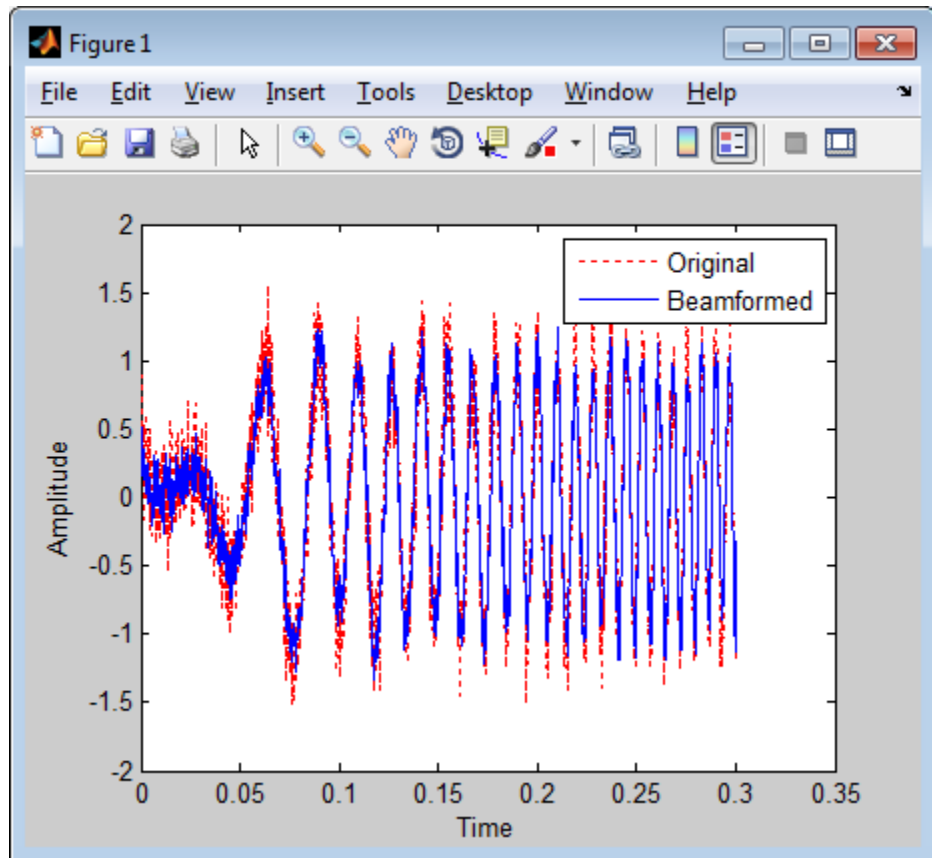 Figure 1
File Edit View Insert Tools Desktop Window Help
Original
Beamformed
2
1.5
1
0.5
0
-0.5
-1
-1.5
-2
Amplitude
0 0.05 0.1 0.15 0.2 0.25 0.3 0.35
Time